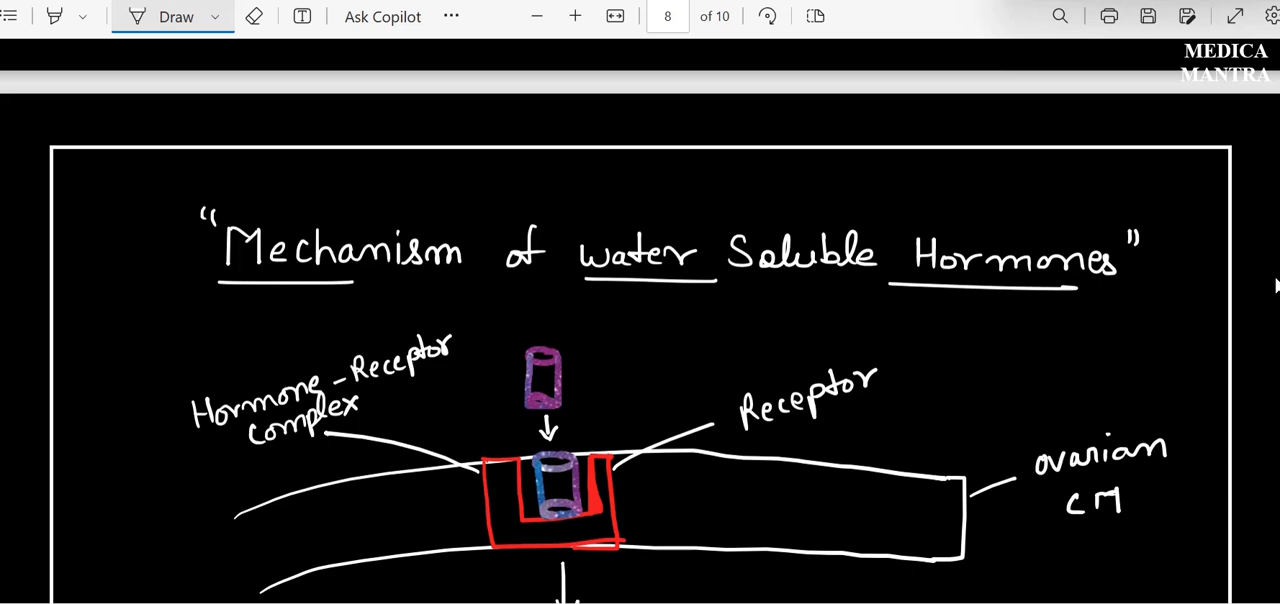 Draw
Ask Copilot
8 of 10
MEDICA
MANTRA
"Mechanism of water Soluble Hormones"
Hormone-Receptor
complex
Receptor
ovarian
CM